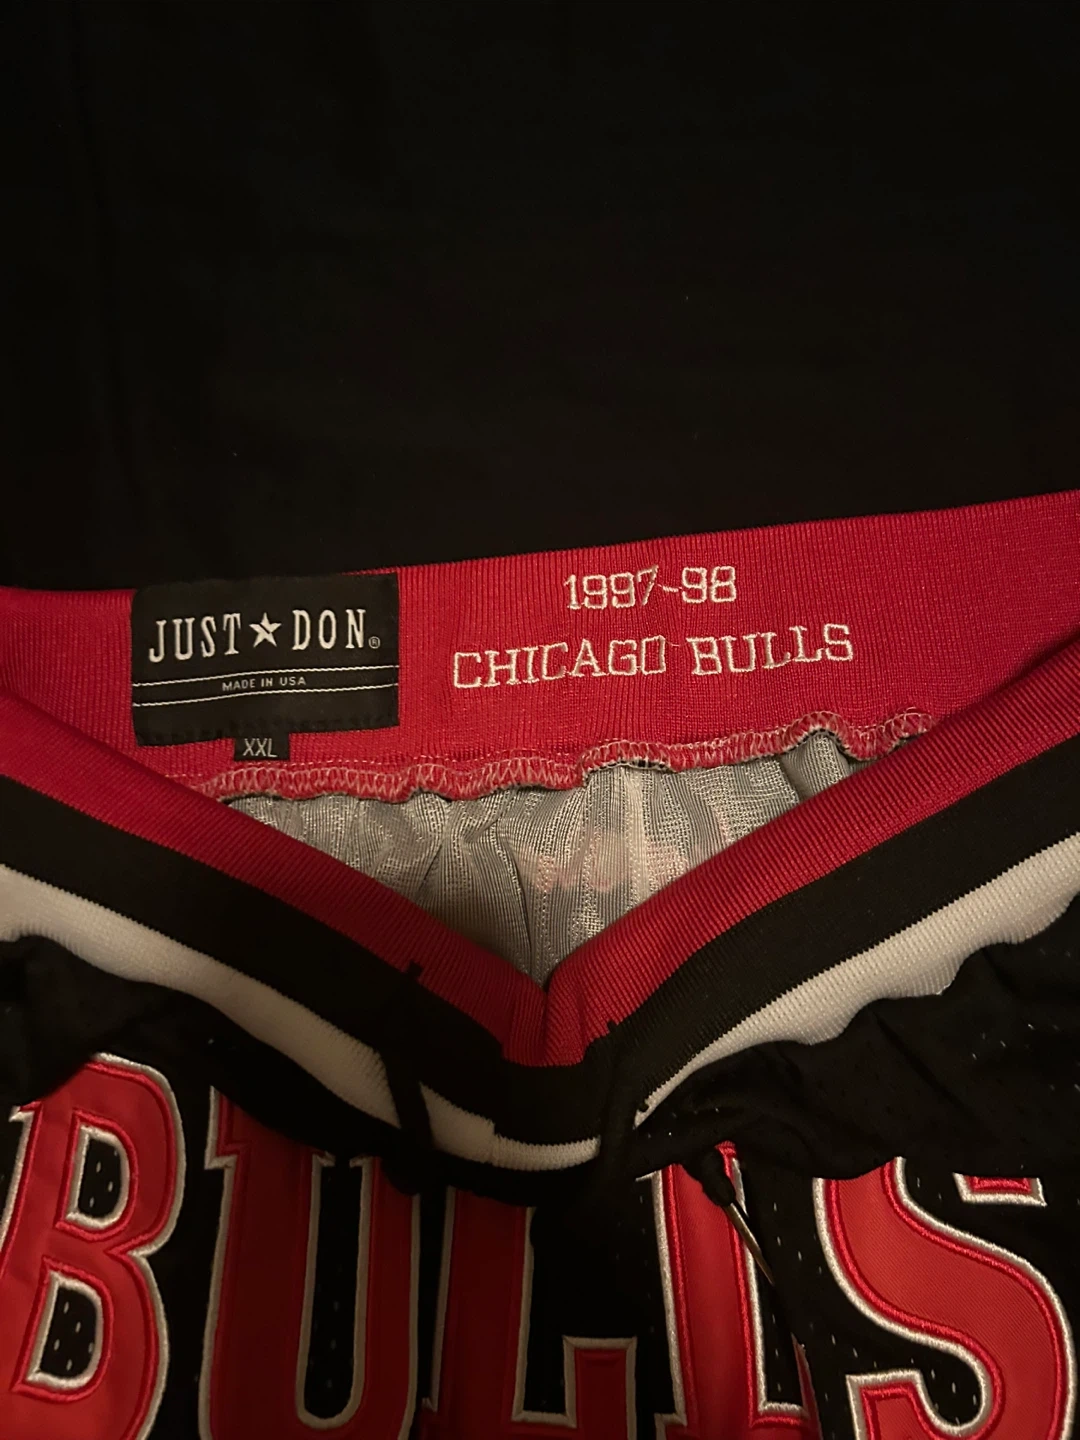 JUST★DON®
MADE IN USA
XXL
1997-98
CHICAGO BULLS
BULLS